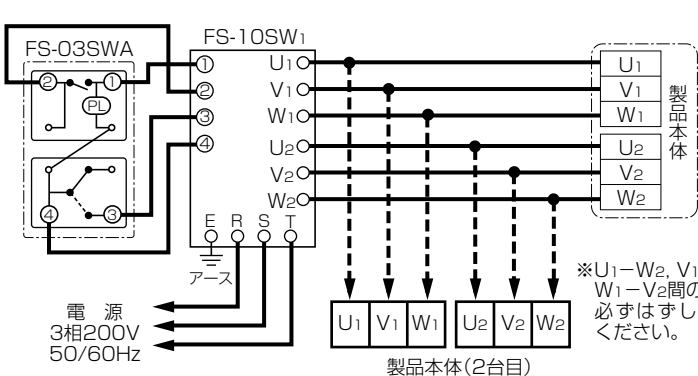 FS-03SWA
FS-10SW1
② ①
PL
④ ③
①
②
③
④
U1
V1
W1
U2
V2
W2
E R S T
アース
電 源
3相200V
50/60Hz
U1
V1
W1
U2
V2
W2
製品本体
U1 V1 W1 U2 V2 W2
製品本体(2台目)
※U1−W2, V1
W1−V2間の
必ずはずし
ください。